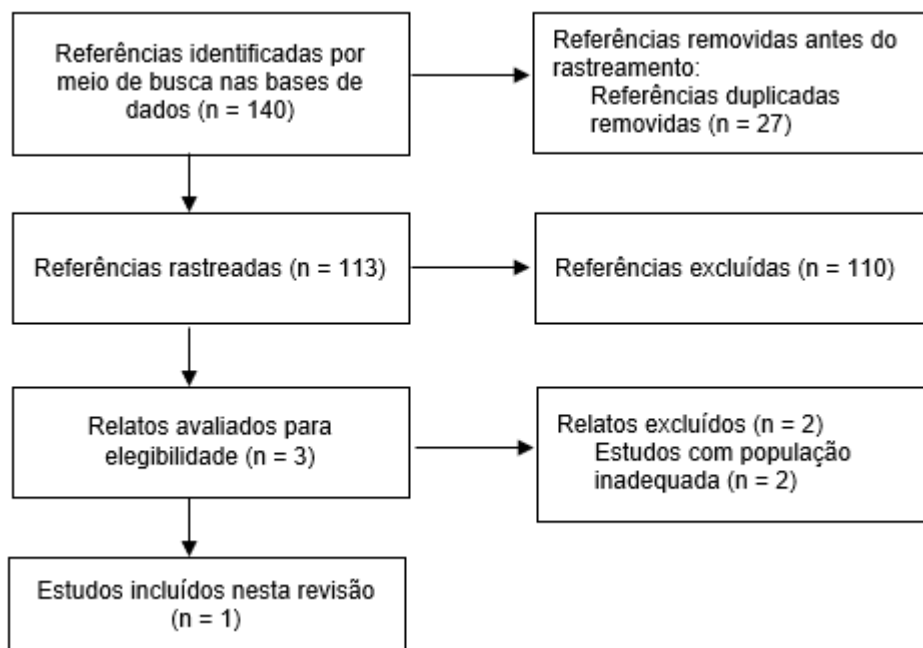 Referências identificadas por
meio de busca nas bases de
dados (n = 140)
Referências removidas antes do
rastreamento:
Referências duplicadas
removidas (n = 27)
Referências rastreadas (n = 113)
Referências excluídas (n = 110)
Relatos avaliados para
elegibilidade (n = 3)
Relatos excluídos (n = 2)
Estudos com população
inadequada (n = 2)
Estudos incluídos nesta revisão
(n = 1)